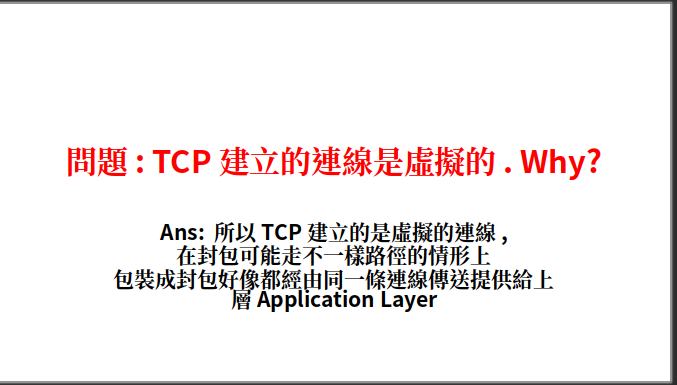 問題 : TCP 建立的連線是虛擬的 . Why?
Ans: 所以 TCP 建立的是虛擬的連線 ,
在封包可能走不一樣路徑的情形上
包裝成封包好像都經由同一條連線傳送提供給上
層 Application Layer